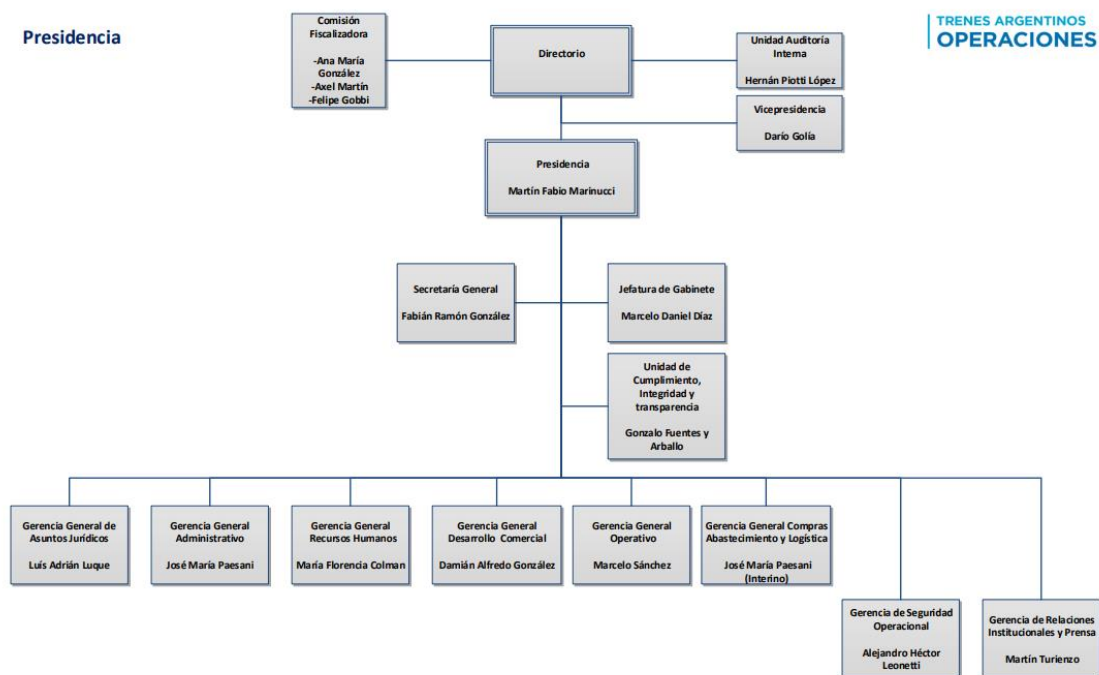 Presidencia
TRENES ARGENTINOS
OPERACIONES
Comisión
Fiscalizadora
-Ana María
González
-Axel Martín
-Felipe Gobbi
Directorio
Unidad Auditoría
Interna
Hernán Piotti López
Vicepresidencia
Darío Golía
Presidencia
Martín Fabio Marinucci
Secretaría General
Fabián Ramón González
Jefatura de Gabinete
Marcelo Daniel Díaz
Unidad de
Cumplimiento,
Integridad y
transparencia
Gonzalo Fuentes y
Arballo
Gerencia General de
Asuntos Jurídicos
Luís Adrián Luque
Gerencia General
Administrativo
José María Paesani
Gerencia General
Recursos Humanos
María Florencia Colman
Gerencia General
Desarrollo Comercial
Damián Alfredo González
Gerencia General
Operativo
Marcelo Sánchez
Gerencia General Compras
Abastecimiento y Logística
José María Paesani
(Interino)
Gerencia de Seguridad
Operacional
Alejandro Héctor
Leonetti
Gerencia de Relaciones
Institucionales y Prensa
Martín Turienzo